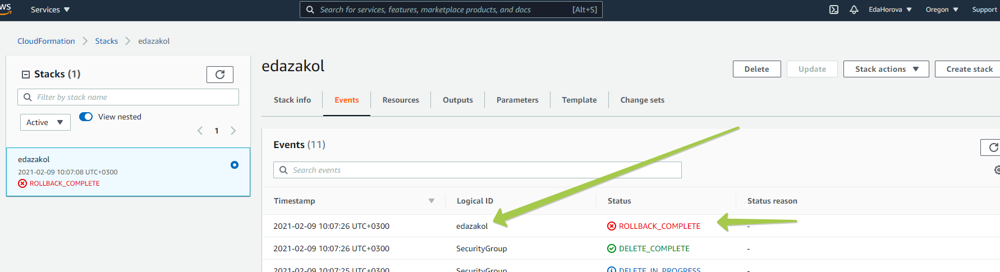 Services
Search for services, features, marketplace products, and docs [Alt+S]
EdaHorova Oregon Support
CloudFormation Stacks edazakol
Stacks (1)
Filter by stack name
Active View nested
1
edazakol
2021-02-09 10:07:08 UTC+0300
ROLLBACK_COMPLETE
edazakol
Delete Update Stack actions Create stack
Stack info Events Resources Outputs Parameters Template Change sets
Events (11)
Search events
Timestamp Logical ID Status Status reason
2021-02-09 10:07:26 UTC+0300 edazakol ROLLBACK_COMPLETE -
2021-02-09 10:07:26 UTC+0300 SecurityGroup DELETE_COMPLETE -
2021-02-09 10:07:25 UTC+0300 SecurityGroup DELETE_IN_PROGRESS -